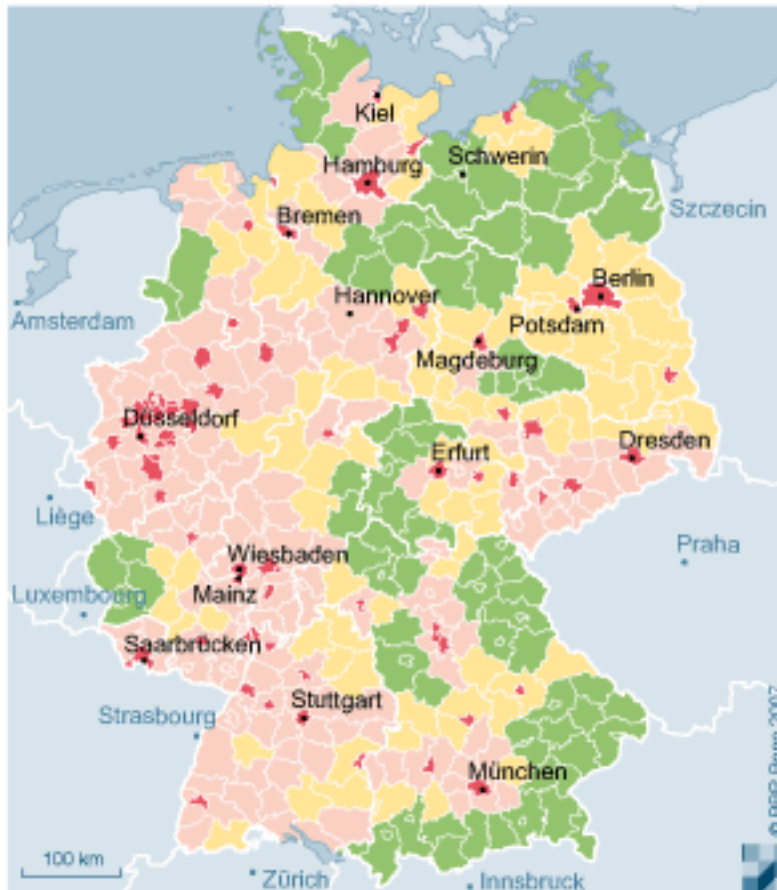 Kiel
Hamburg
Schwerin
Szczecin
Bremen
Berlin
Hannover
Amsterdam
Potsdam
Magdeburg
Düsseldorf
Erfurt
Dresden
Liège
Wiesbaden
Praha
Mainz
Luxembourg
Saarbrücken
Stuttgart
Strasbourg
München
100 km
Zürich
Innsbruck